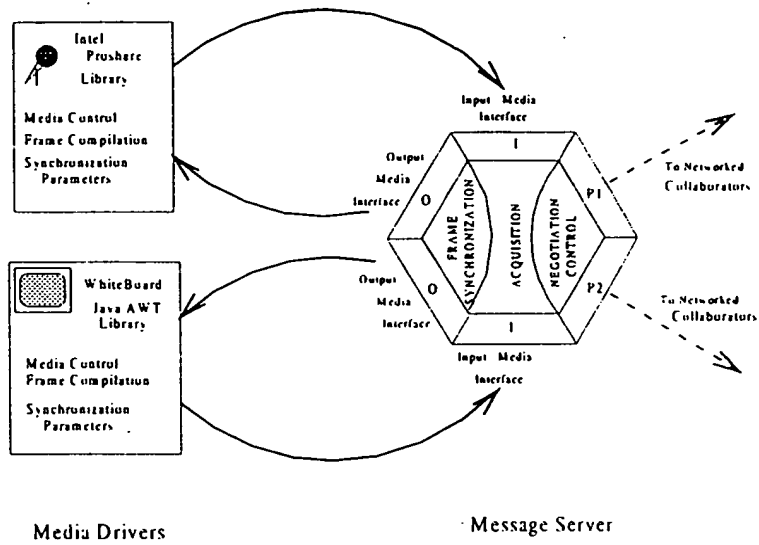 Intel
Proshare
Library
Media Control
Frame Compilation
Synchronization
Parameters
WhiteBoard
Java AWT
Library
Media Control
Frame Compilation
Synchronization
Parameters
Media Drivers
Input Media
Interface
I
Output
Media
Interface
O
FRAME
SYNCHRONIZATION
ACQUISITION
NEGOTIATION
CONTROL
P1
P2
O
I
Output
Media
Interface
Input Media
Interface
To Networked
Collaborators
To Networked
Collaborators
Message Server